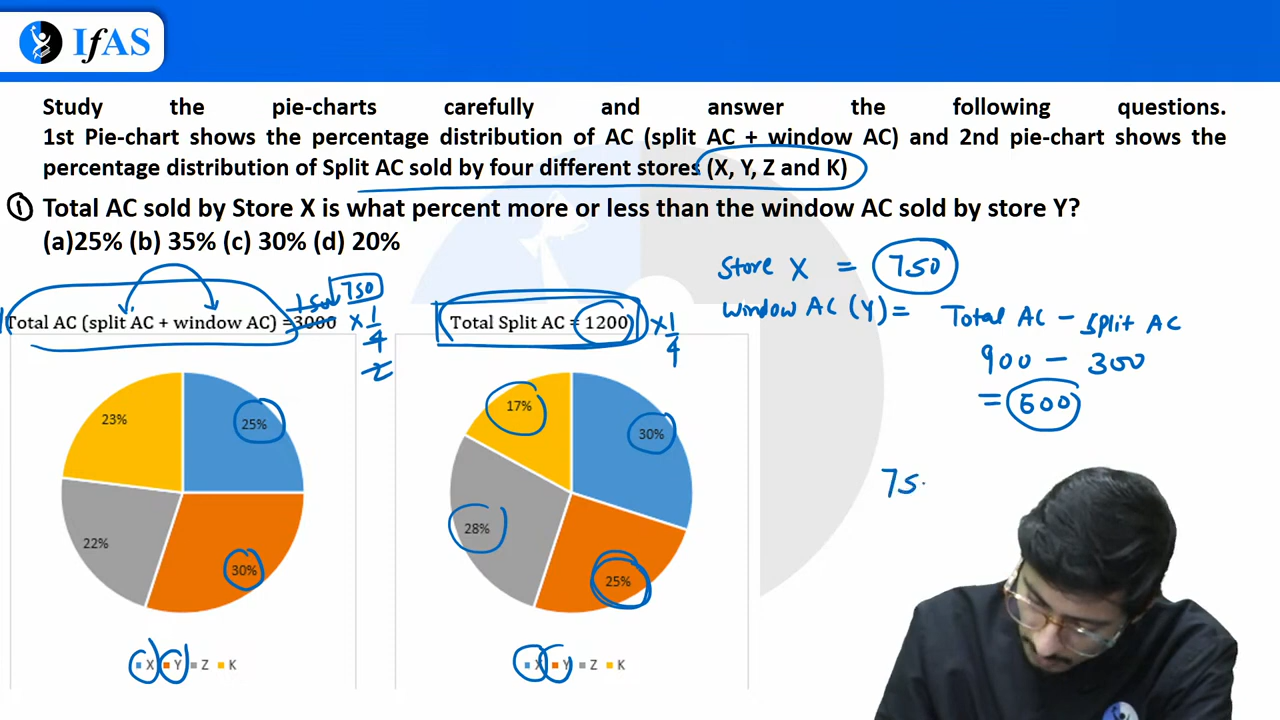 IfAS
Study the pie-charts carefully and answer the following questions.
1st Pie-chart shows the percentage distribution of AC (split AC + window AC) and 2nd pie-chart shows the
percentage distribution of Split AC sold by four different stores (X, Y, Z and K)
① Total AC sold by Store X is what percent more or less than the window AC sold by store Y?
(a)25% (b) 35% (c) 30% (d) 20%
Store X = 750
Window AC (Y) = Total AC - Split AC
900 - 300
= 600
75
150 750
Total AC (split AC + window AC) =3000 × 1/4
2
23%
25%
22%
30%
X Y Z K
Total Split AC = 1200 × 1/4
17%
30%
28%
25%
X Y Z K